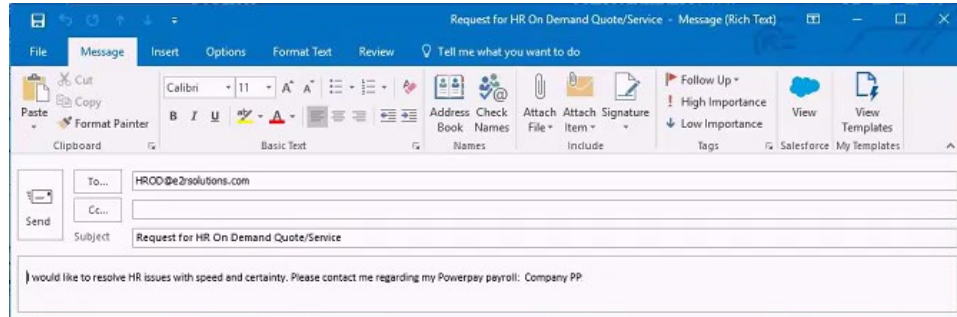 Request for HR On Demand Quote/Service - Message (Rich Text)
File Message Insert Options Format Text Review Tell me what you want to do
Paste
Cut
Copy
Format Painter
Clipboard
Calibri 11
B I U
Basic Text
Address Book
Check Names
Names
Attach File
Attach Item
Signature
Include
Follow Up
High Importance
Low Importance
Tags
View
Salesforce
View Templates
My Templates
Send
To... HROD@e2rsolutions.com
Cc...
Subject Request for HR On Demand Quote/Service
I would like to resolve HR issues with speed and certainty. Please contact me regarding my Powerpay payroll: Company PP